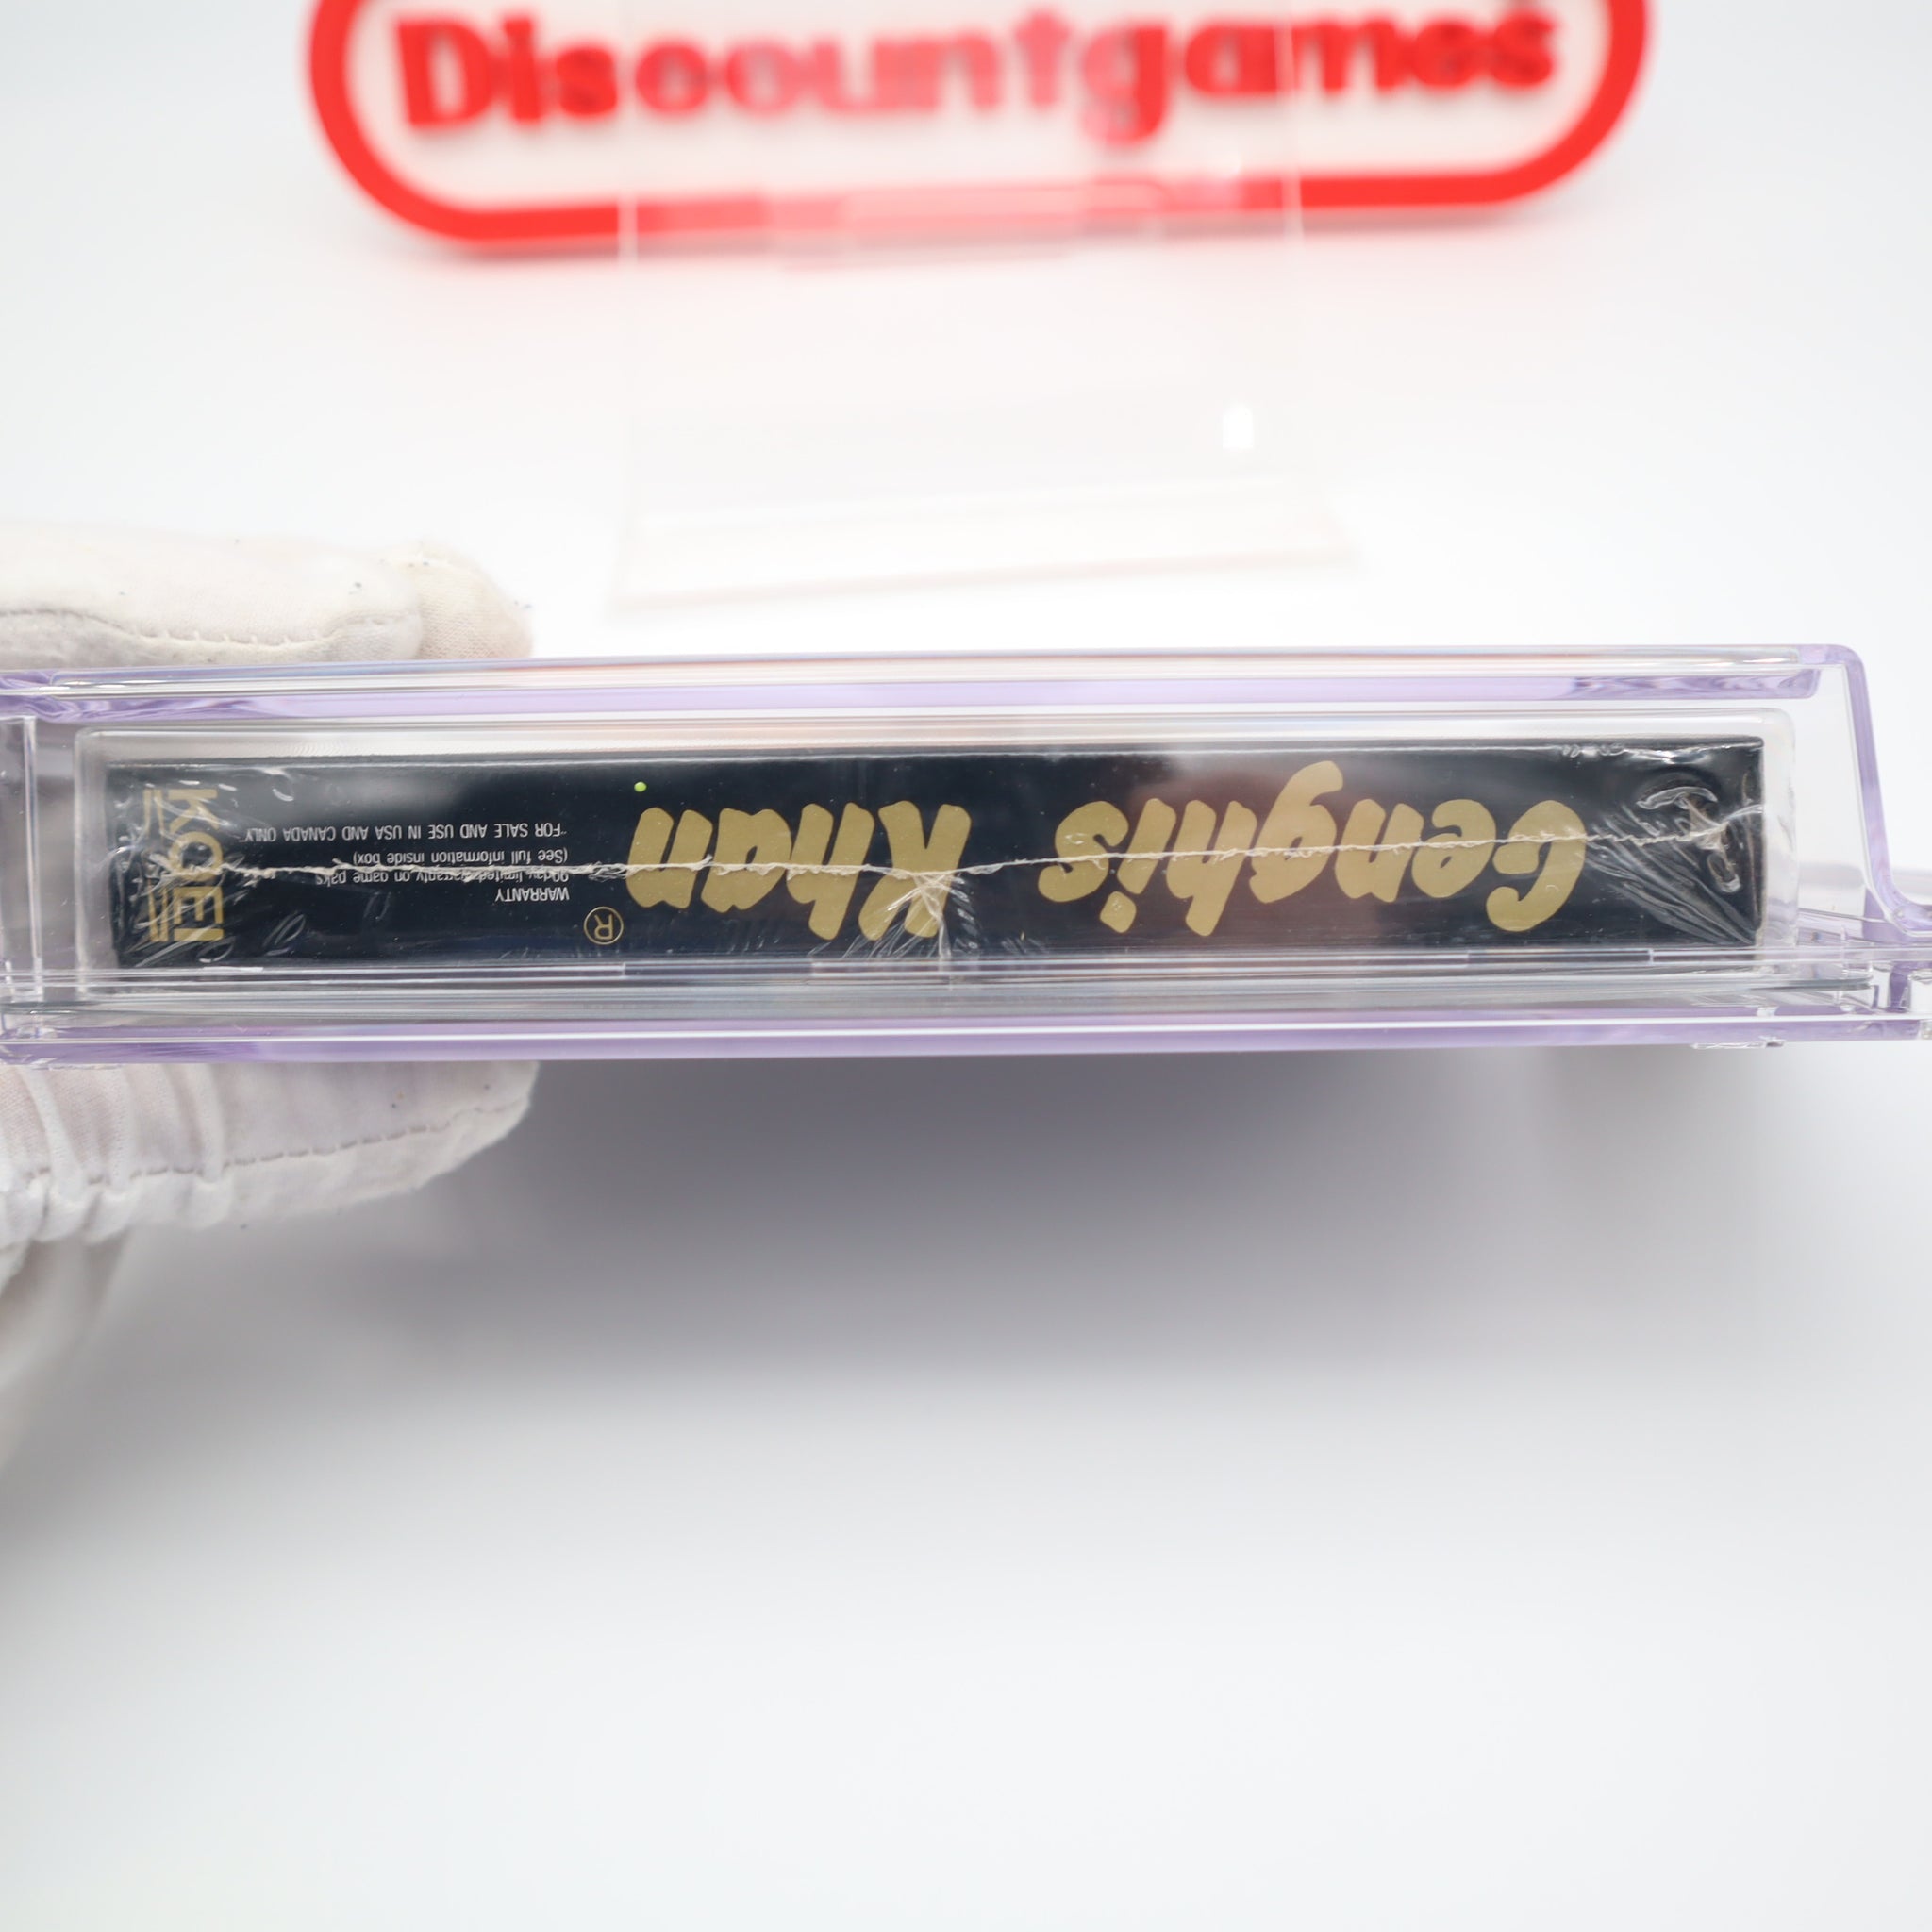 Discountgames
Genghis Khan®
WARRANTY
90-day limited warranty on game paks
(See full information inside box)
"FOR SALE AND USE IN USA AND CANADA ONLY"
KOEI